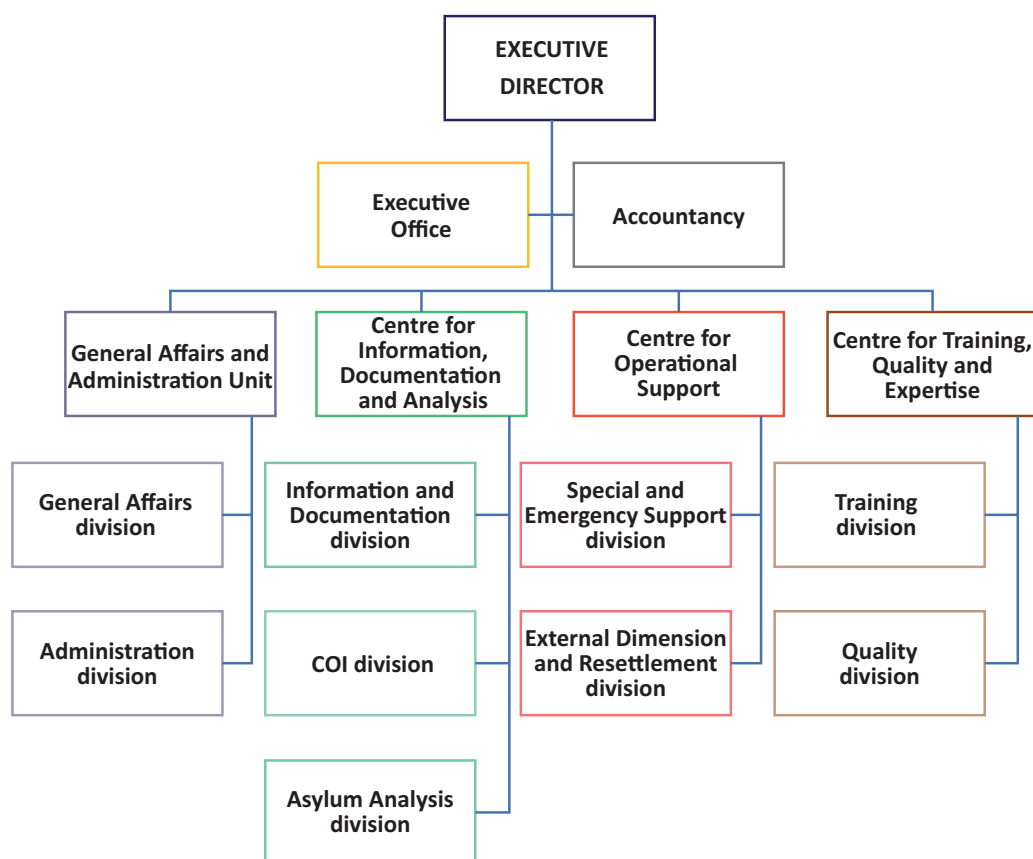 EXECUTIVE
DIRECTOR
Executive
Office
Accountancy
General Affairs and
Administration Unit
Centre for
Information,
Documentation
and Analysis
Centre for
Operational
Support
Centre for Training,
Quality and
Expertise
General Affairs
division
Information and
Documentation
division
Special and
Emergency Support
division
Training
division
Administration
division
COI division
External Dimension
and Resettlement
division
Quality
division
Asylum Analysis
division